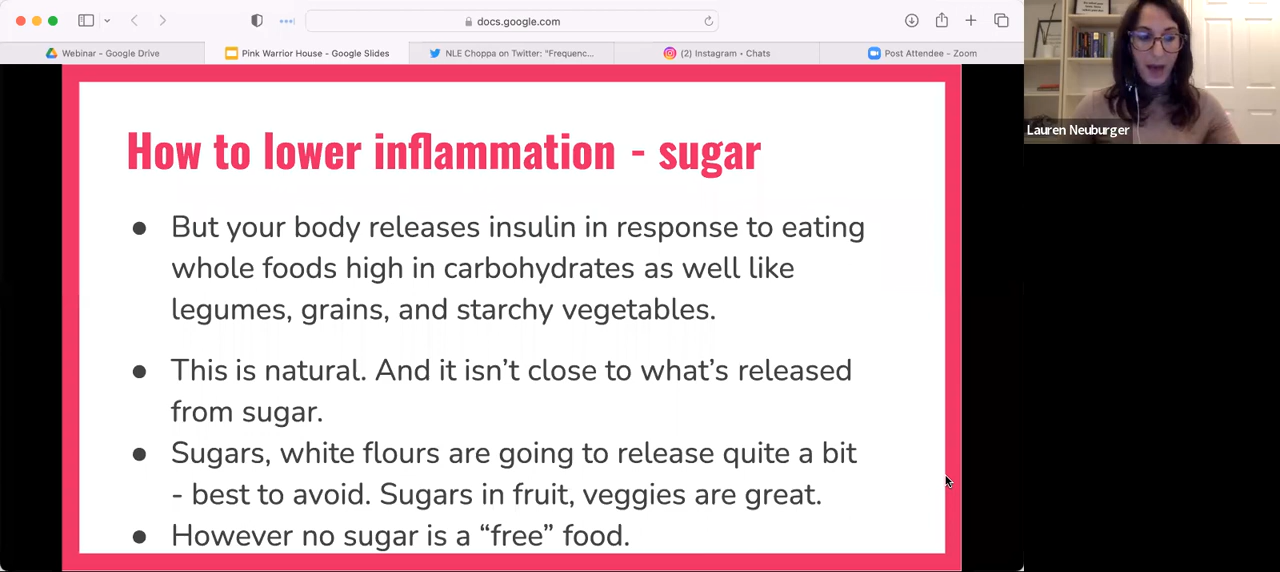 docs.google.com
Webinar - Google Drive
Pink Warrior House - Google Slides
NLE Choppa on Twitter: "Frequenc...
(2) Instagram • Chats
Post Attendee - Zoom
Lauren Neuburger
How to lower inflammation - sugar
● But your body releases insulin in response to eating
whole foods high in carbohydrates as well like
legumes, grains, and starchy vegetables.
● This is natural. And it isn’t close to what’s released
from sugar.
● Sugars, white flours are going to release quite a bit
- best to avoid. Sugars in fruit, veggies are great.
● However no sugar is a “free” food.